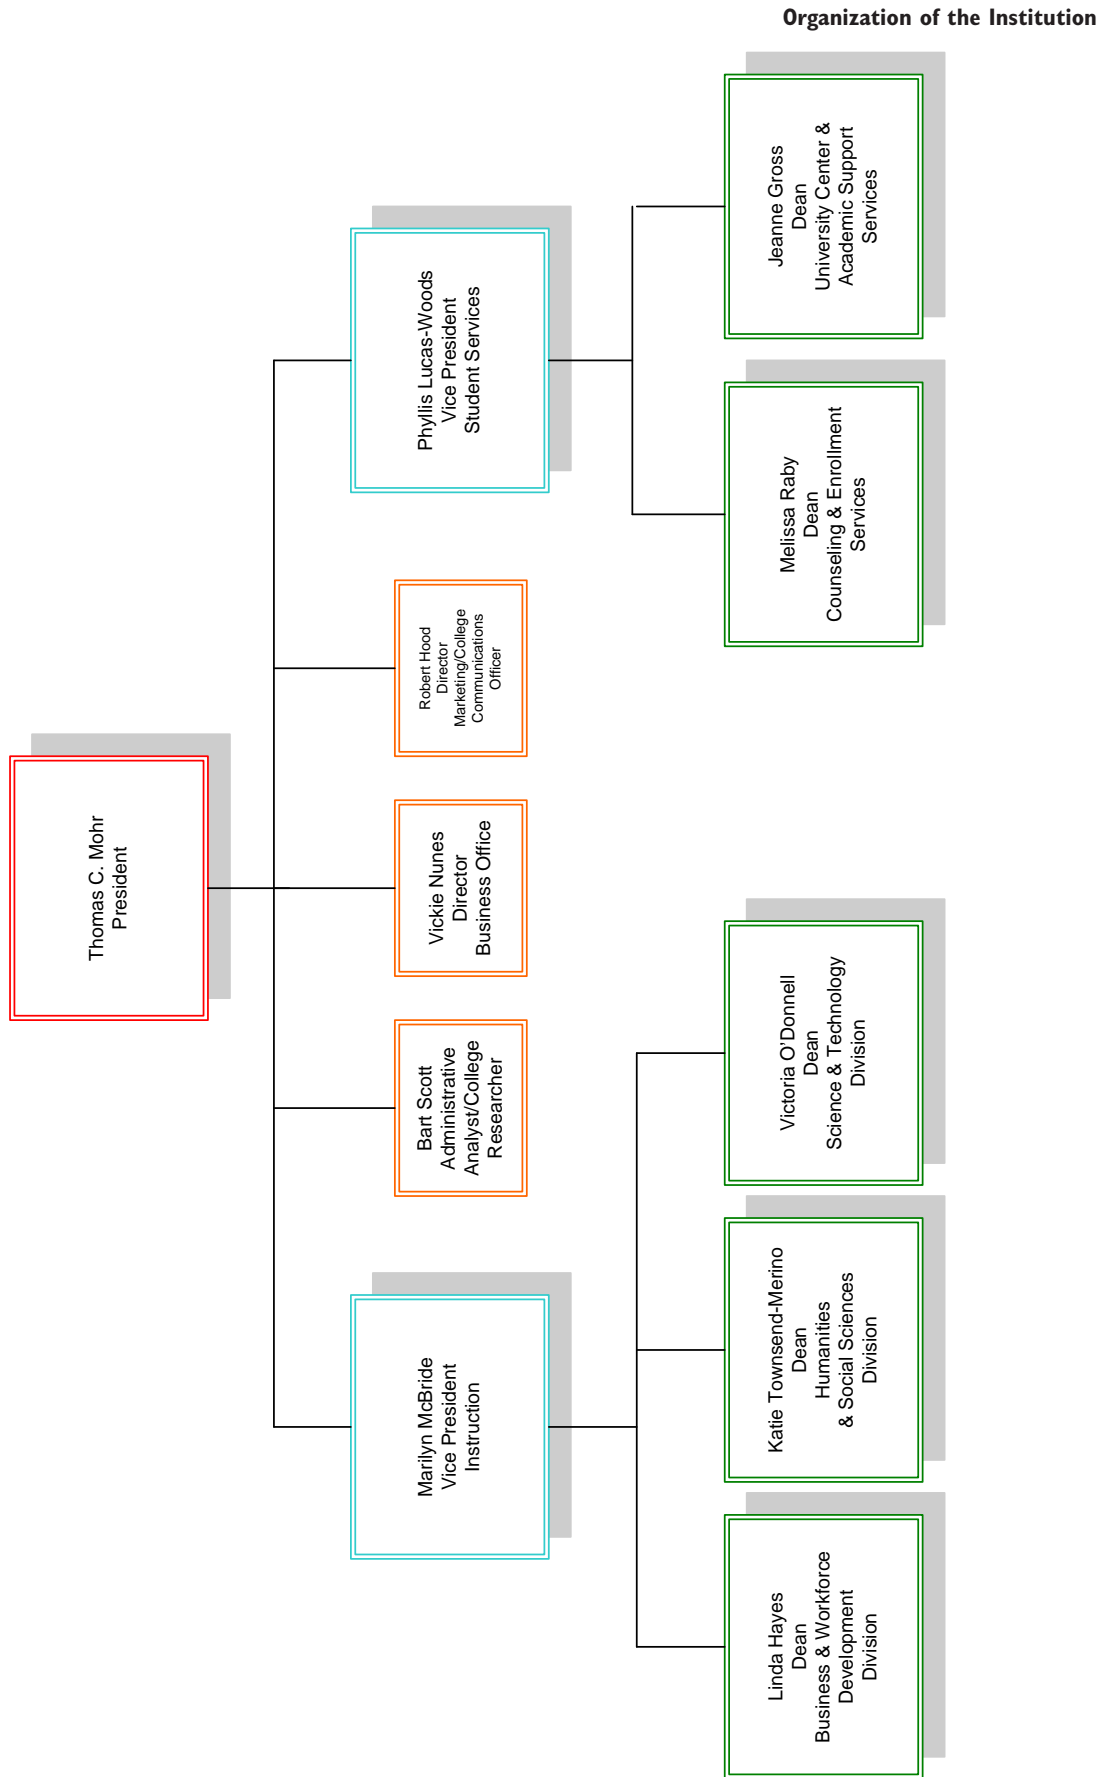 Organization of the Institution
Thomas C. Mohr
President
Marilyn McBride
Vice President
Instruction
Bart Scott
Administrative
Analyst/College
Researcher
Vickie Nunes
Director
Business Office
Robert Hood
Director
Marketing/College
Communications
Officer
Phyllis Lucas-Woods
Vice President
Student Services
Linda Hayes
Dean
Business & Workforce
Development
Division
Katie Townsend-Merino
Dean
Humanities
& Social Sciences
Division
Victoria O'Donnell
Dean
Science & Technology
Division
Melissa Raby
Dean
Counseling & Enrollment
Services
Jeanne Gross
Dean
University Center &
Academic Support
Services